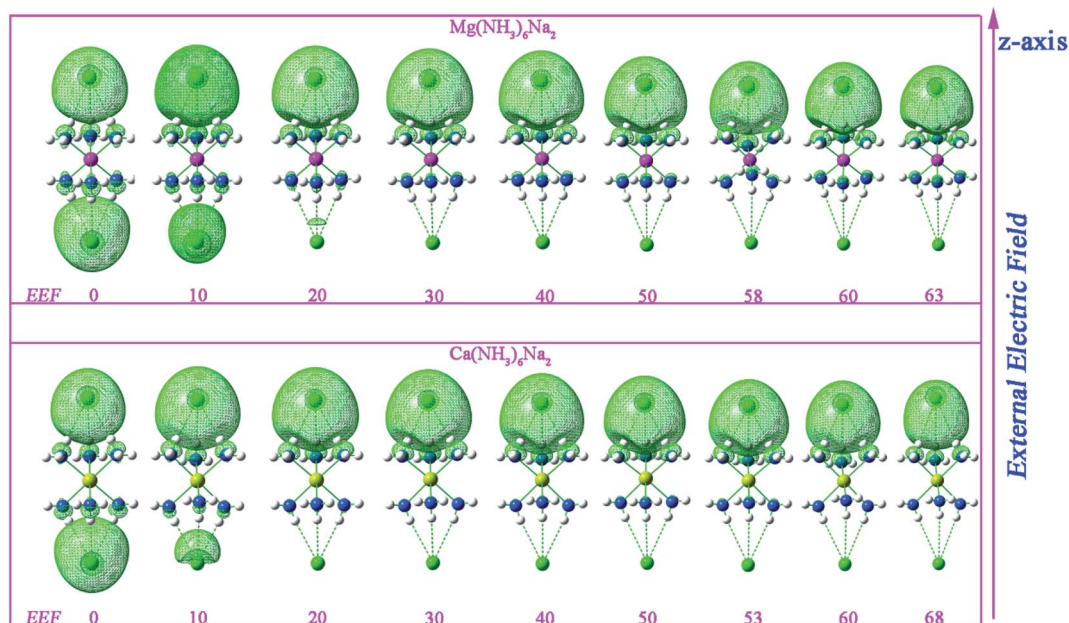 Mg(NH₃)₆Na₂
z-axis
EEF 0 10 20 30 40 50 58 60 63
Ca(NH₃)₆Na₂
EEF 0 10 20 30 40 50 53 60 68
External Electric Field